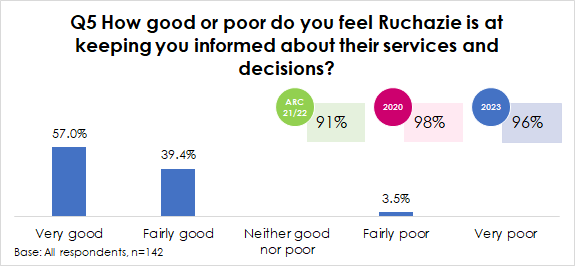 Q5 How good or poor do you feel Ruchazie is at
keeping you informed about their services and
decisions?
ARC
21/22
91%
2020
98%
2023
96%
57.0%
39.4%
3.5%
Very good
Fairly good
Neither good
nor poor
Fairly poor
Very poor
Base: All respondents, n=142